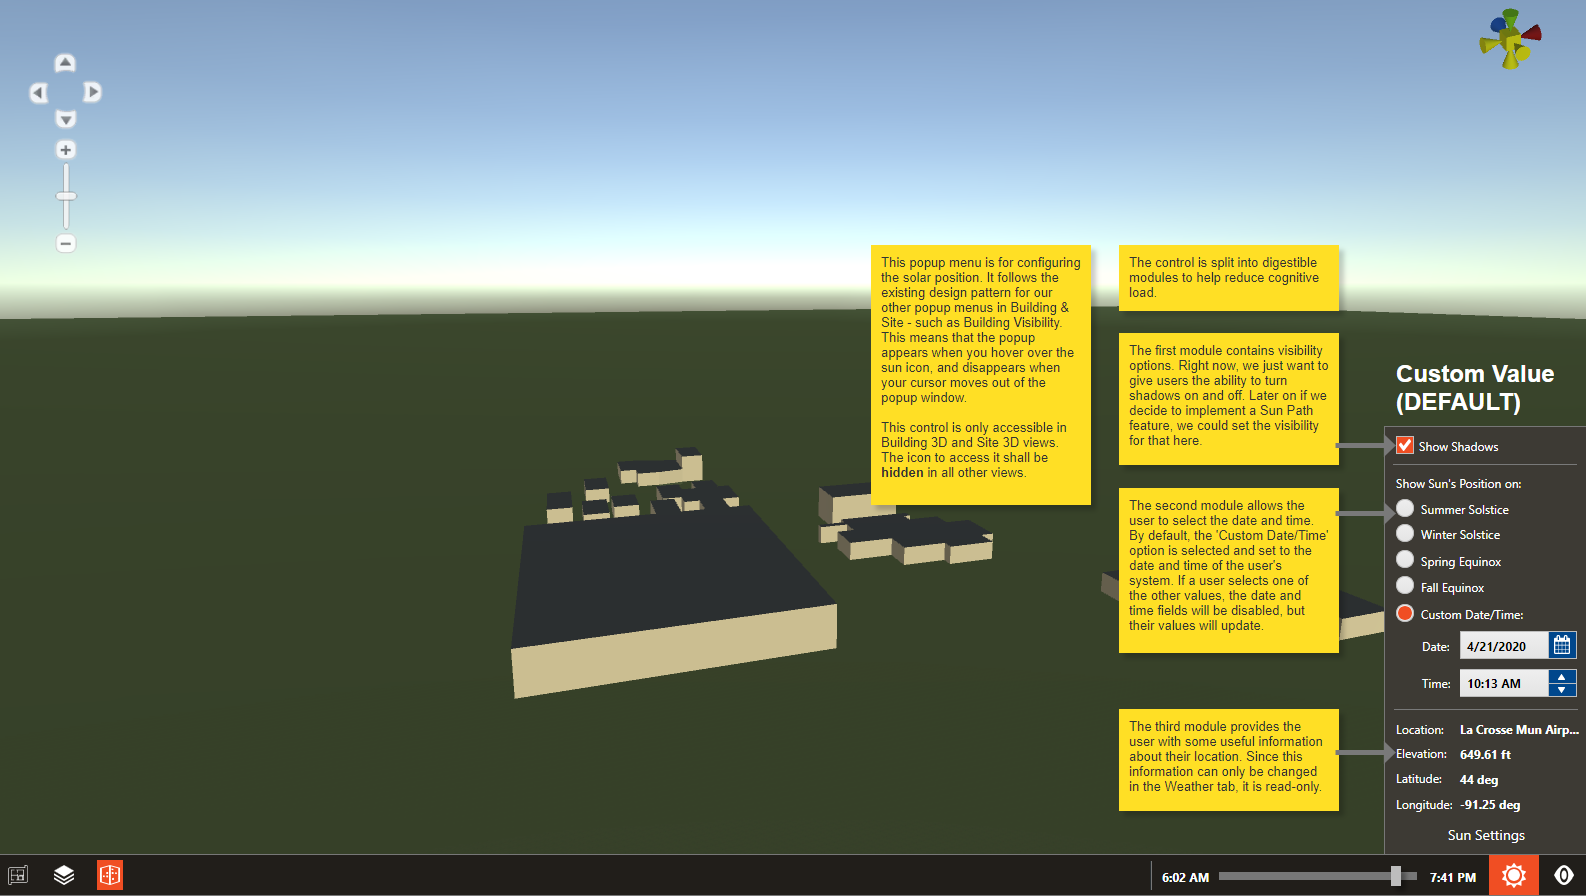 This popup menu is for configuring
the solar position. It follows the
existing design pattern for our
other popup menus in Building &
Site - such as Building Visibility.
This means that the popup
appears when you hover over the
sun icon, and disappears when
your cursor moves out of the
popup window.
This control is only accessible in
Building 3D and Site 3D views.
The icon to access it shall be
hidden in all other views.
The control is split into digestible
modules to help reduce cognitive
load.
The first module contains visibility
options. Right now, we just want to
give users the ability to turn
shadows on and off. Later on if we
decide to implement a Sun Path
feature, we could set the visibility
for that here.
The second module allows the
user to select the date and time.
By default, the 'Custom Date/Time'
option is selected and set to the
date and time of the user's
system. If a user selects one of
the other values, the date and
time fields will be disabled, but
their values will update.
The third module provides the
user with some useful information
about their location. Since this
information can only be changed
in the Weather tab, it is read-only.
Custom Value
(DEFAULT)
Show Shadows
Show Sun's Position on:
Summer Solstice
Winter Solstice
Spring Equinox
Fall Equinox
Custom Date/Time:
Date: 4/21/2020
Time: 10:13 AM
Location: La Crosse Mun Airp...
Elevation: 649.61 ft
Latitude: 44 deg
Longitude: -91.25 deg
Sun Settings
6:02 AM 7:41 PM